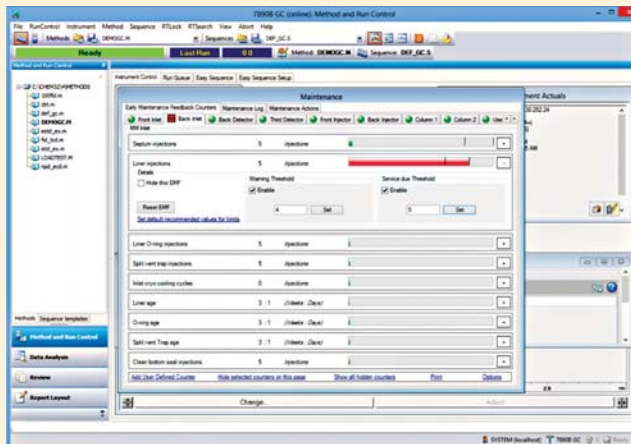 7890B GC (online): Method and Run Control
File RunControl Instrument Method Sequence RTLock RTSearch View Abort Help
Methods DEMOGC.M Sequences DEF_GC.S
Ready Last Run 0 0 Method: DEMOGC.M Sequence: DEF_GC.S
Method and Run Control
Instrument Control Run Queue Easy Sequence Easy Sequence Setup
C:\CHEM32\1\METHODS
def_gc.m
DEMOGC.M
LOADTEST.M
Maintenance
Early Maintenance Feedback Counters Maintenance Log Maintenance Actions
Front Inlet Back Inlet Back Detector Third Detector Front Injector Back Injector Column 1 Column 2
MM Inlet
Septum injections 5 /injections
Liner injections 5 /injections
Details
Hide this EMF
Warning Threshold
Enable
Service due Threshold
Enable
Reset EMF
4 Set
5 Set
Set default recommended values for limits
Liner O-ring injections 5 /injections
Split vent trap injections 5 /injections
Inlet cryo cooling cycles 0 /injections
Liner age 3 : 1 /(Weeks : Days)
O-ring age 3 : 1 /(Weeks : Days)
Split vent Trap age 3 : 1 /(Weeks : Days)
Clean bottom seal injections 5 /injections
Add User Defined Counter Hide selected counters on this page Show all hidden counters Print Options
Methods Sequence templates
Method and Run Control
Data Analysis
Review
Report Layout
ment Actuals
Change... Adjust
SYSTEM (localhost) 7890B GC